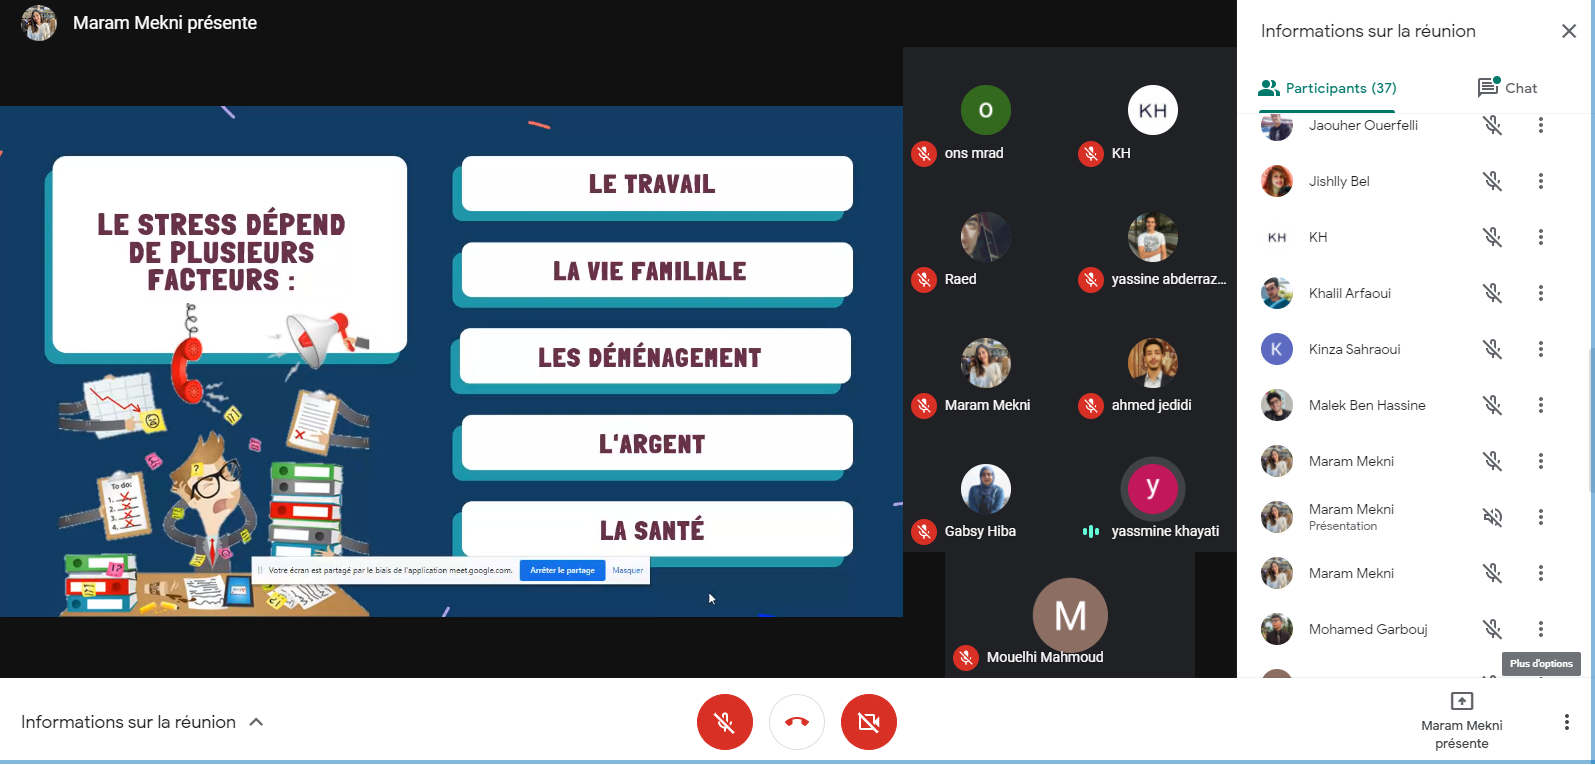 Maram Mekni présente
LE STRESS DÉPEND
DE PLUSIEURS
FACTEURS :
LE TRAVAIL
LA VIE FAMILIALE
LES DÉMÉNAGEMENT
L'ARGENT
LA SANTÉ
To do:
1.
2.
3.
4.
Votre écran est partagé par le biais de l'application meet.google.com.
Arrêter le partage
Masquer
o
ons mrad
KH
KH
Raed
yassine abderraz...
Maram Mekni
ahmed jedidi
Gabsy Hiba
y
yassmine khayati
M
Mouelhi Mahmoud
Informations sur la réunion
Participants (37)
Chat
Jaouher Ouerfelli
Jishlly Bel
KH
KH
Khalil Arfaoui
K
Kinza Sahraoui
Malek Ben Hassine
Maram Mekni
Maram Mekni
Présentation
Maram Mekni
Mohamed Garbouj
Plus d'options
Informations sur la réunion
Maram Mekni
présente